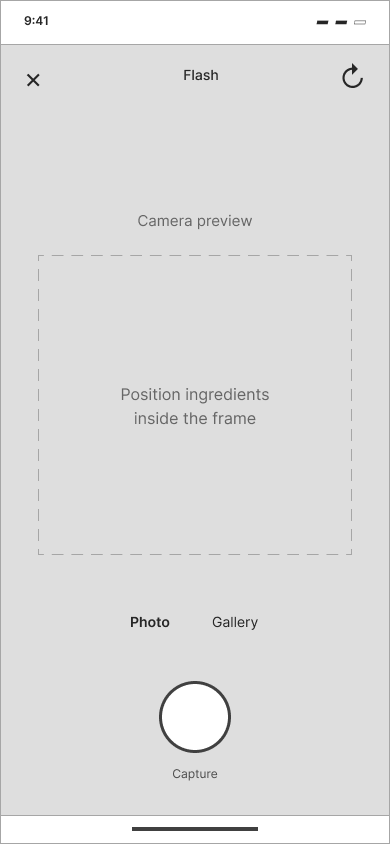 9:41
Flash
Camera preview
Position ingredients
inside the frame
Photo Gallery
Capture